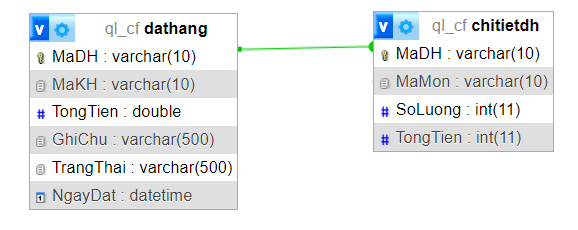 v ql_cf dathang
MaDH : varchar(10)
MaKH : varchar(10)
# TongTien : double
GhiChu : varchar(500)
TrangThai : varchar(500)
NgayDat : datetime
v ql_cf chitietdh
MaDH : varchar(10)
MaMon : varchar(10)
# SoLuong : int(11)
# TongTien : int(11)